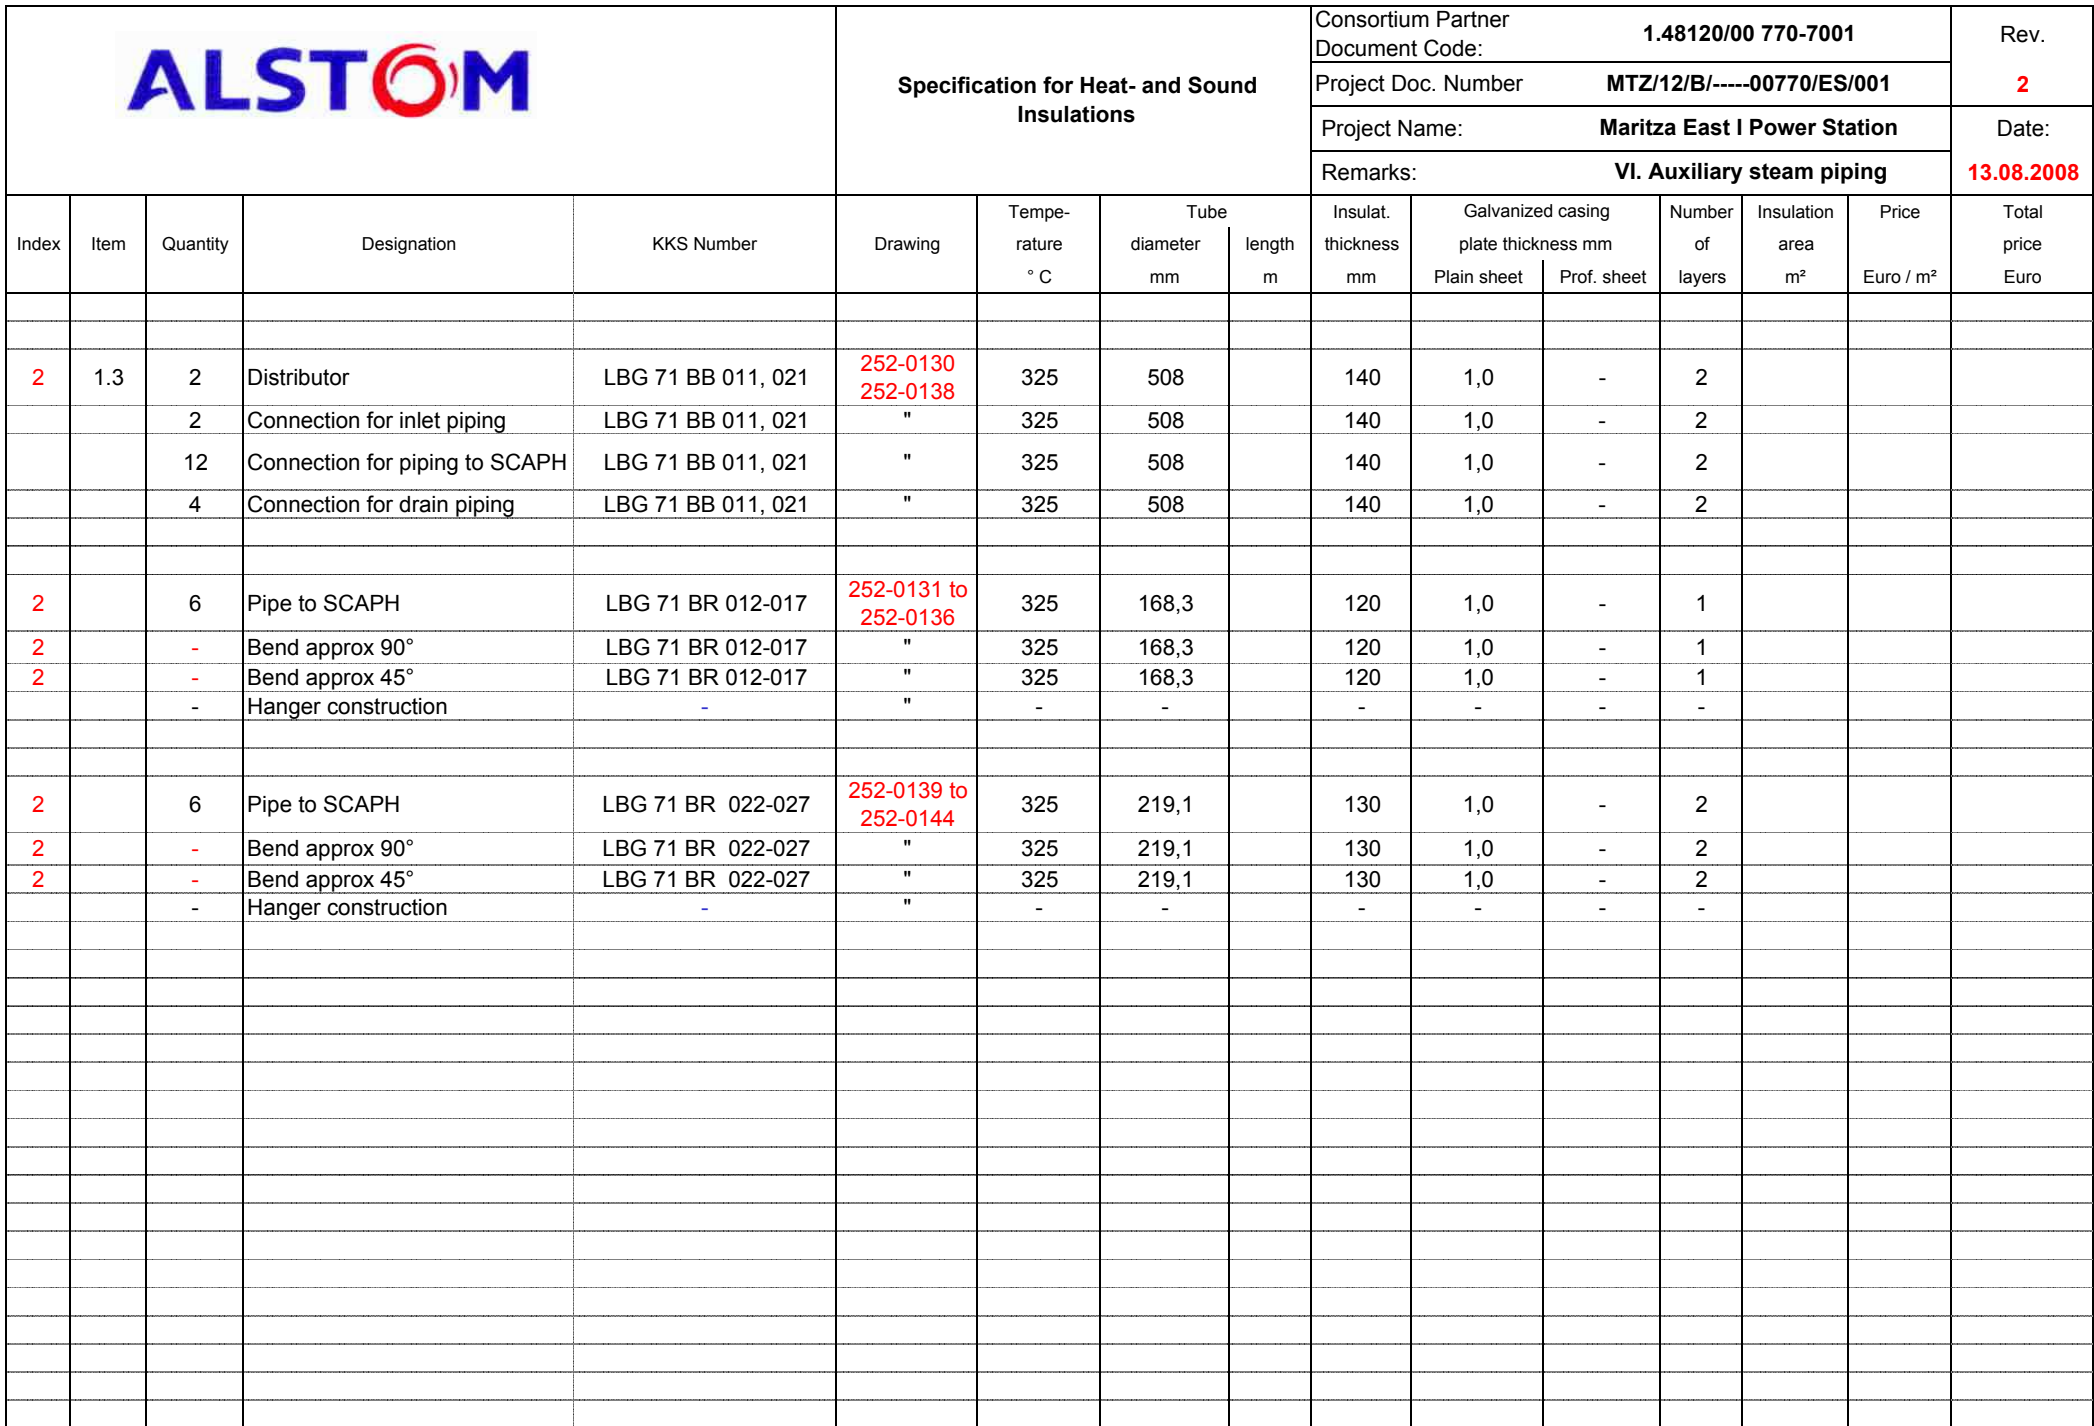 ALSTOM
Specification for Heat- and Sound
Insulations
Consortium Partner
Document Code:
1.48120/00 770-7001
Rev.
Project Doc. Number MTZ/12/B/-----00770/ES/001 2
Project Name: Maritza East I Power Station Date:
Remarks: VI. Auxiliary steam piping 13.08.2008
Tempe- Tube Insulat. Galvanized casing Number Insulation Price Total
Index Item Quantity Designation KKS Number Drawing rature diameter length thickness plate thickness mm of area price
° C mm m mm Plain sheet Prof. sheet layers m² Euro / m² Euro
252-0130
2 1.3 2 Distributor LBG 71 BB 011, 021 325 508 140 1,0 - 2
252-0138
2 Connection for inlet piping LBG 71 BB 011, 021 " 325 508 140 1,0 - 2
12 Connection for piping to SCAPH LBG 71 BB 011, 021 " 325 508 140 1,0 - 2
4 Connection for drain piping LBG 71 BB 011, 021 " 325 508 140 1,0 - 2
252-0131 to
2 6 Pipe to SCAPH LBG 71 BR 012-017 325 168,3 120 1,0 - 1
252-0136
2 - Bend approx 90° LBG 71 BR 012-017 " 325 168,3 120 1,0 - 1
2 - Bend approx 45° LBG 71 BR 012-017 " 325 168,3 120 1,0 - 1
- Hanger construction - " - - - - - -
252-0139 to
2 6 Pipe to SCAPH LBG 71 BR 022-027 325 219,1 130 1,0 - 2
252-0144
2 - Bend approx 90° LBG 71 BR 022-027 " 325 219,1 130 1,0 - 2
2 - Bend approx 45° LBG 71 BR 022-027 " 325 219,1 130 1,0 - 2
- Hanger construction - " - - - - - -